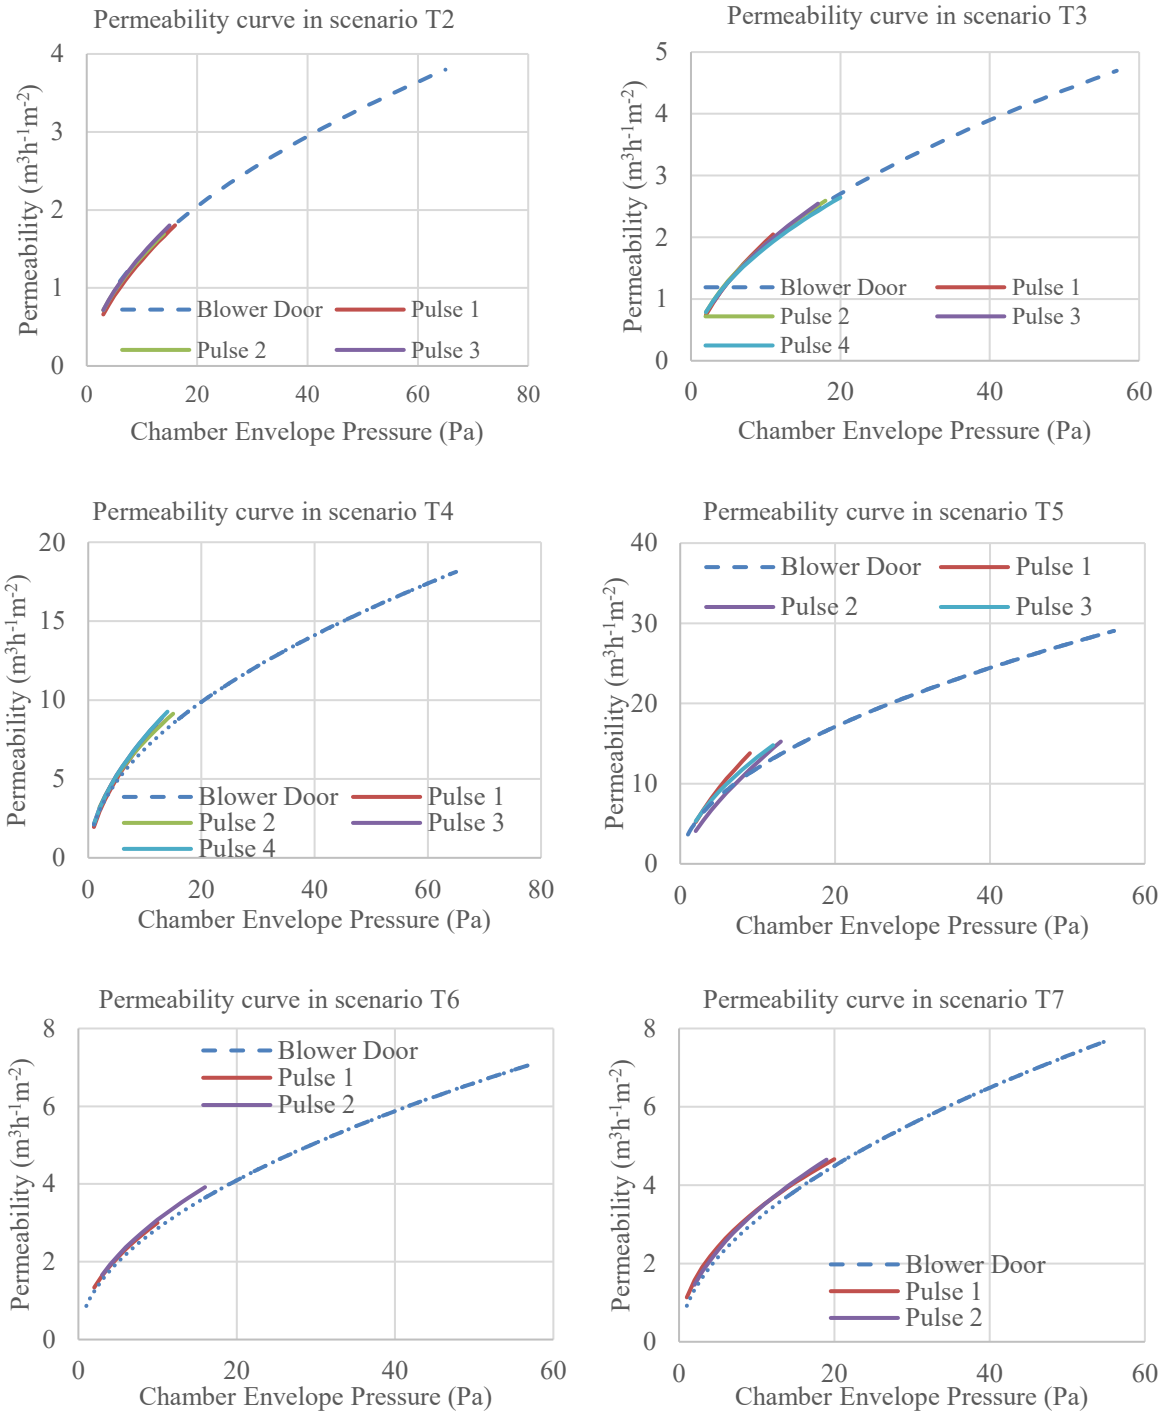 Permeability curve in scenario T2
Permeability (m³h⁻¹m⁻²)
4
3
2
1
0
Blower Door
Pulse 1
Pulse 2
Pulse 3
0 20 40 60 80
Chamber Envelope Pressure (Pa)
Permeability curve in scenario T3
Permeability (m³h⁻¹m⁻²)
5
4
3
2
1
0
Blower Door
Pulse 1
Pulse 2
Pulse 3
Pulse 4
0 20 40 60
Chamber Envelope Pressure (Pa)
Permeability curve in scenario T4
Permeability (m³h⁻¹m⁻²)
20
15
10
5
0
Blower Door
Pulse 1
Pulse 2
Pulse 3
Pulse 4
0 20 40 60 80
Chamber Envelope Pressure (Pa)
Permeability curve in scenario T5
Permeability (m³h⁻¹m⁻²)
40
30
20
10
0
Blower Door
Pulse 1
Pulse 2
Pulse 3
0 20 40 60
Chamber Envelope Pressure (Pa)
Permeability curve in scenario T6
Permeability (m³h⁻¹m⁻²)
8
6
4
2
0
Blower Door
Pulse 1
Pulse 2
0 20 40 60
Chamber Envelope Pressure (Pa)
Permeability curve in scenario T7
Permeability (m³h⁻¹m⁻²)
8
6
4
2
0
Blower Door
Pulse 1
Pulse 2
0 20 40 60
Chamber Envelope Pressure (Pa)